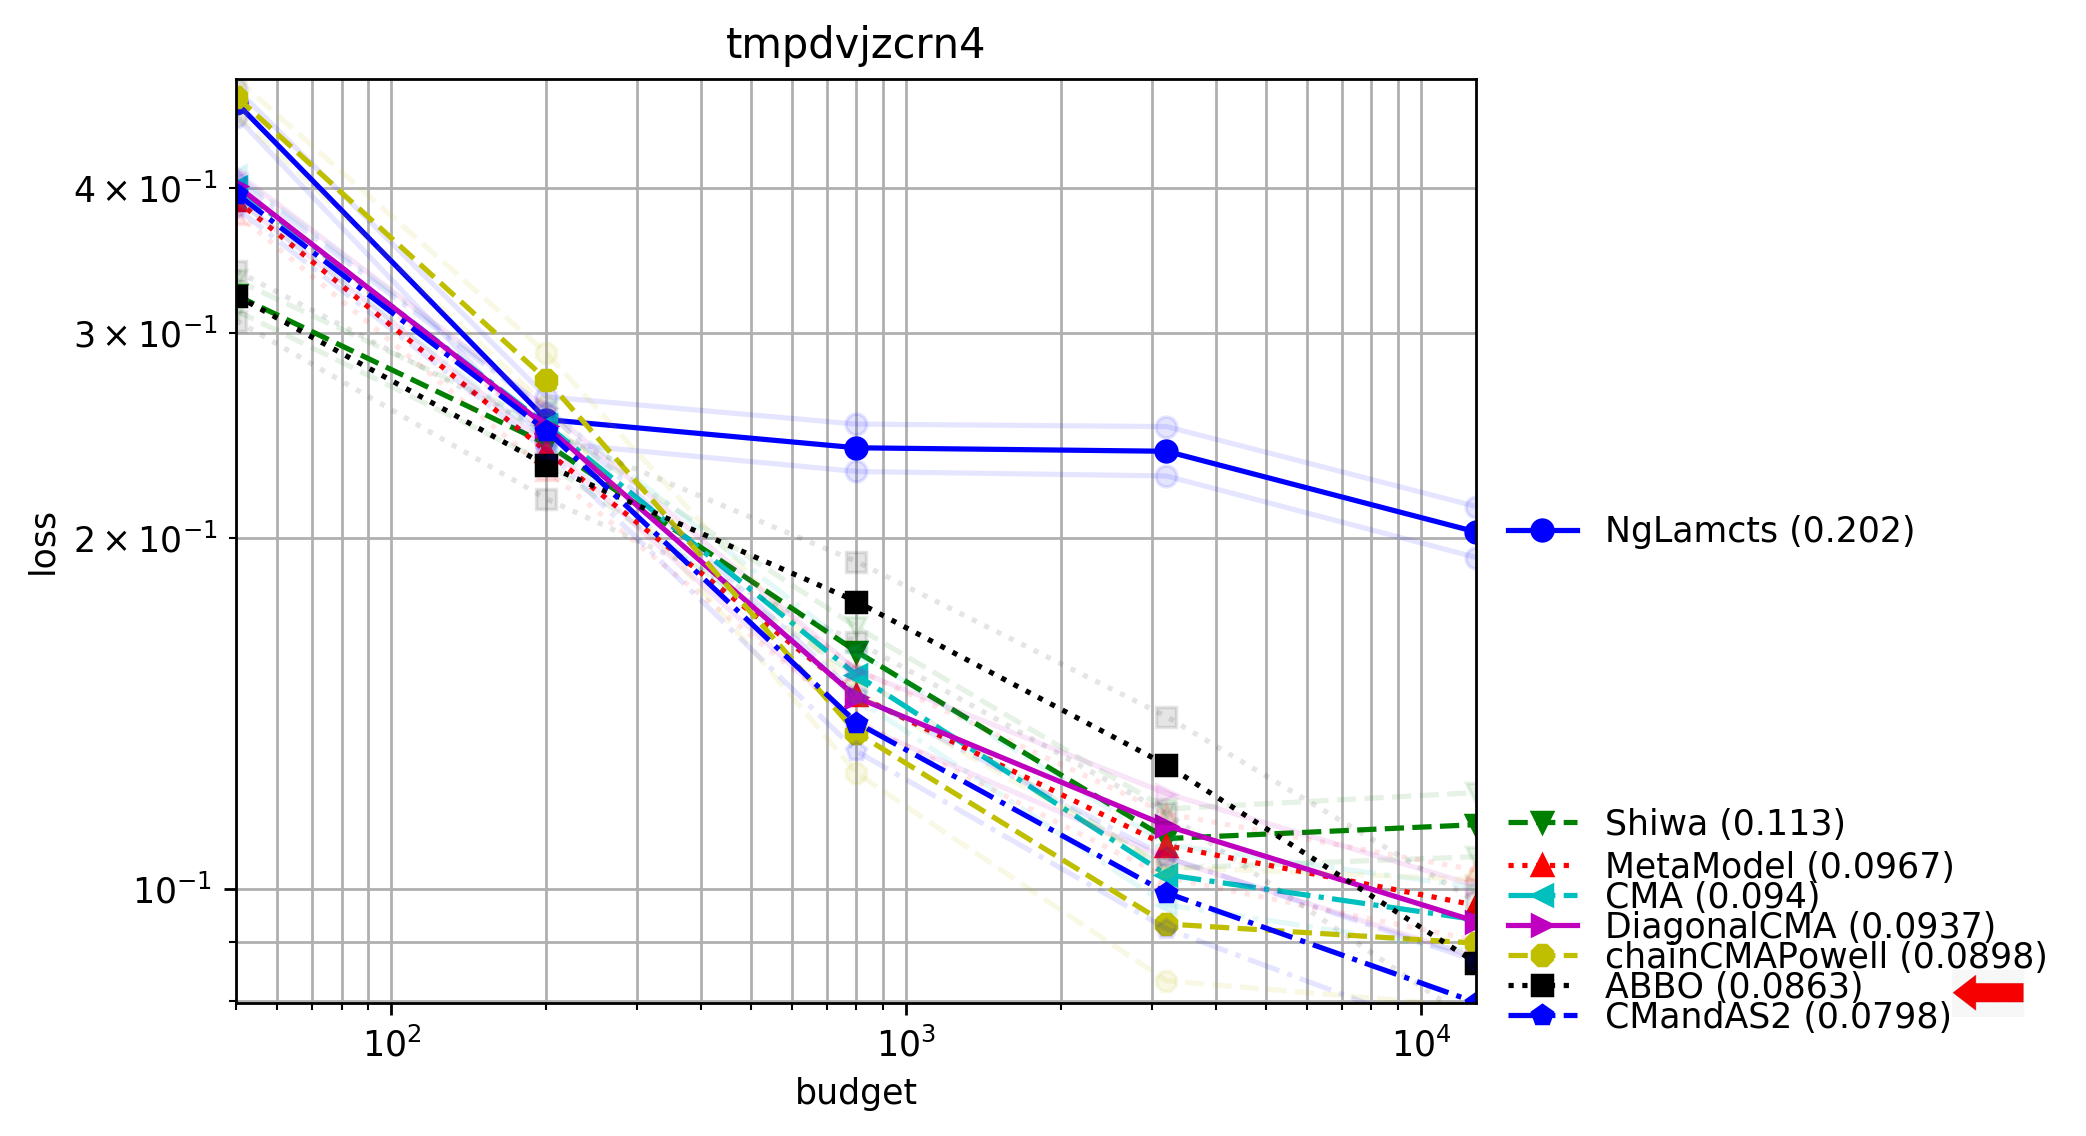 tmpdvjzcrn4
4 × 10⁻¹
3 × 10⁻¹
2 × 10⁻¹
10⁻¹
loss
10²
10³
10⁴
budget
NgLamcts (0.202)
Shiwa (0.113)
MetaModel (0.0967)
CMA (0.094)
DiagonalCMA (0.0937)
chainCMAPowell (0.0898)
ABBO (0.0863)
CMandAS2 (0.0798)